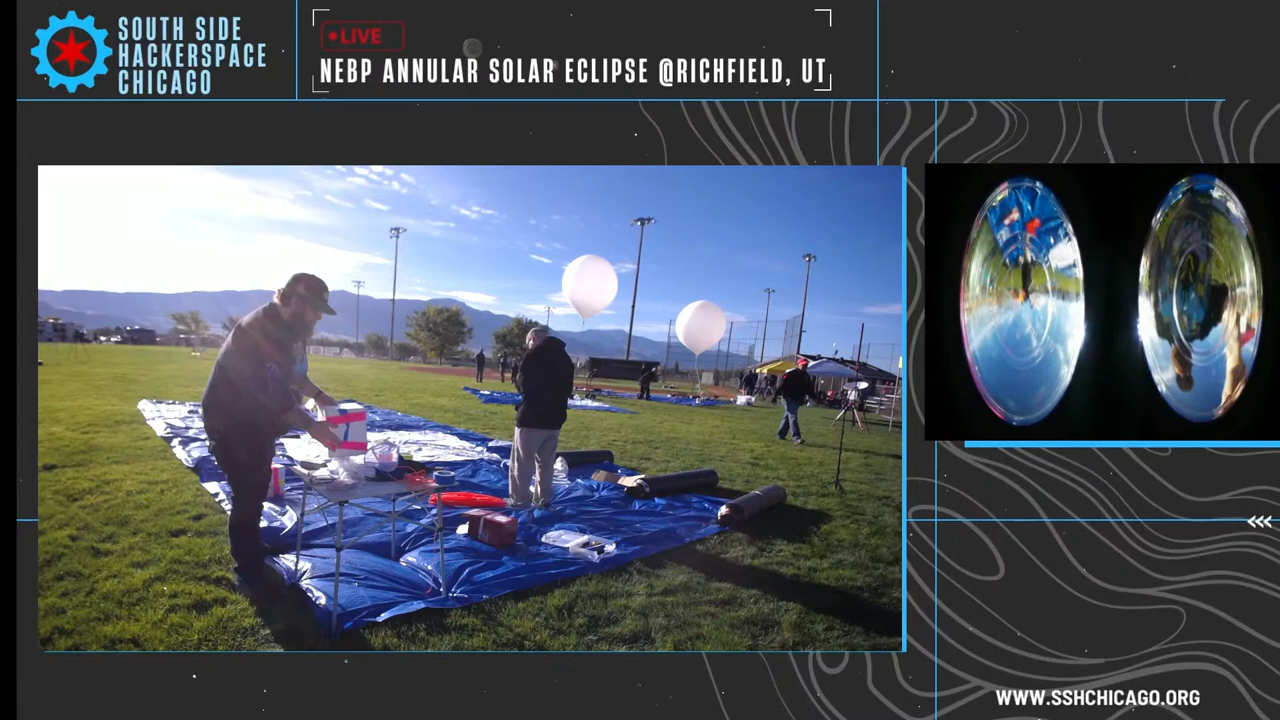 SOUTH SIDE
HACKERSPACE
CHICAGO
LIVE
NEBP ANNULAR SOLAR ECLIPSE @RICHFIELD, UT
WWW.SSHCHICAGO.ORG